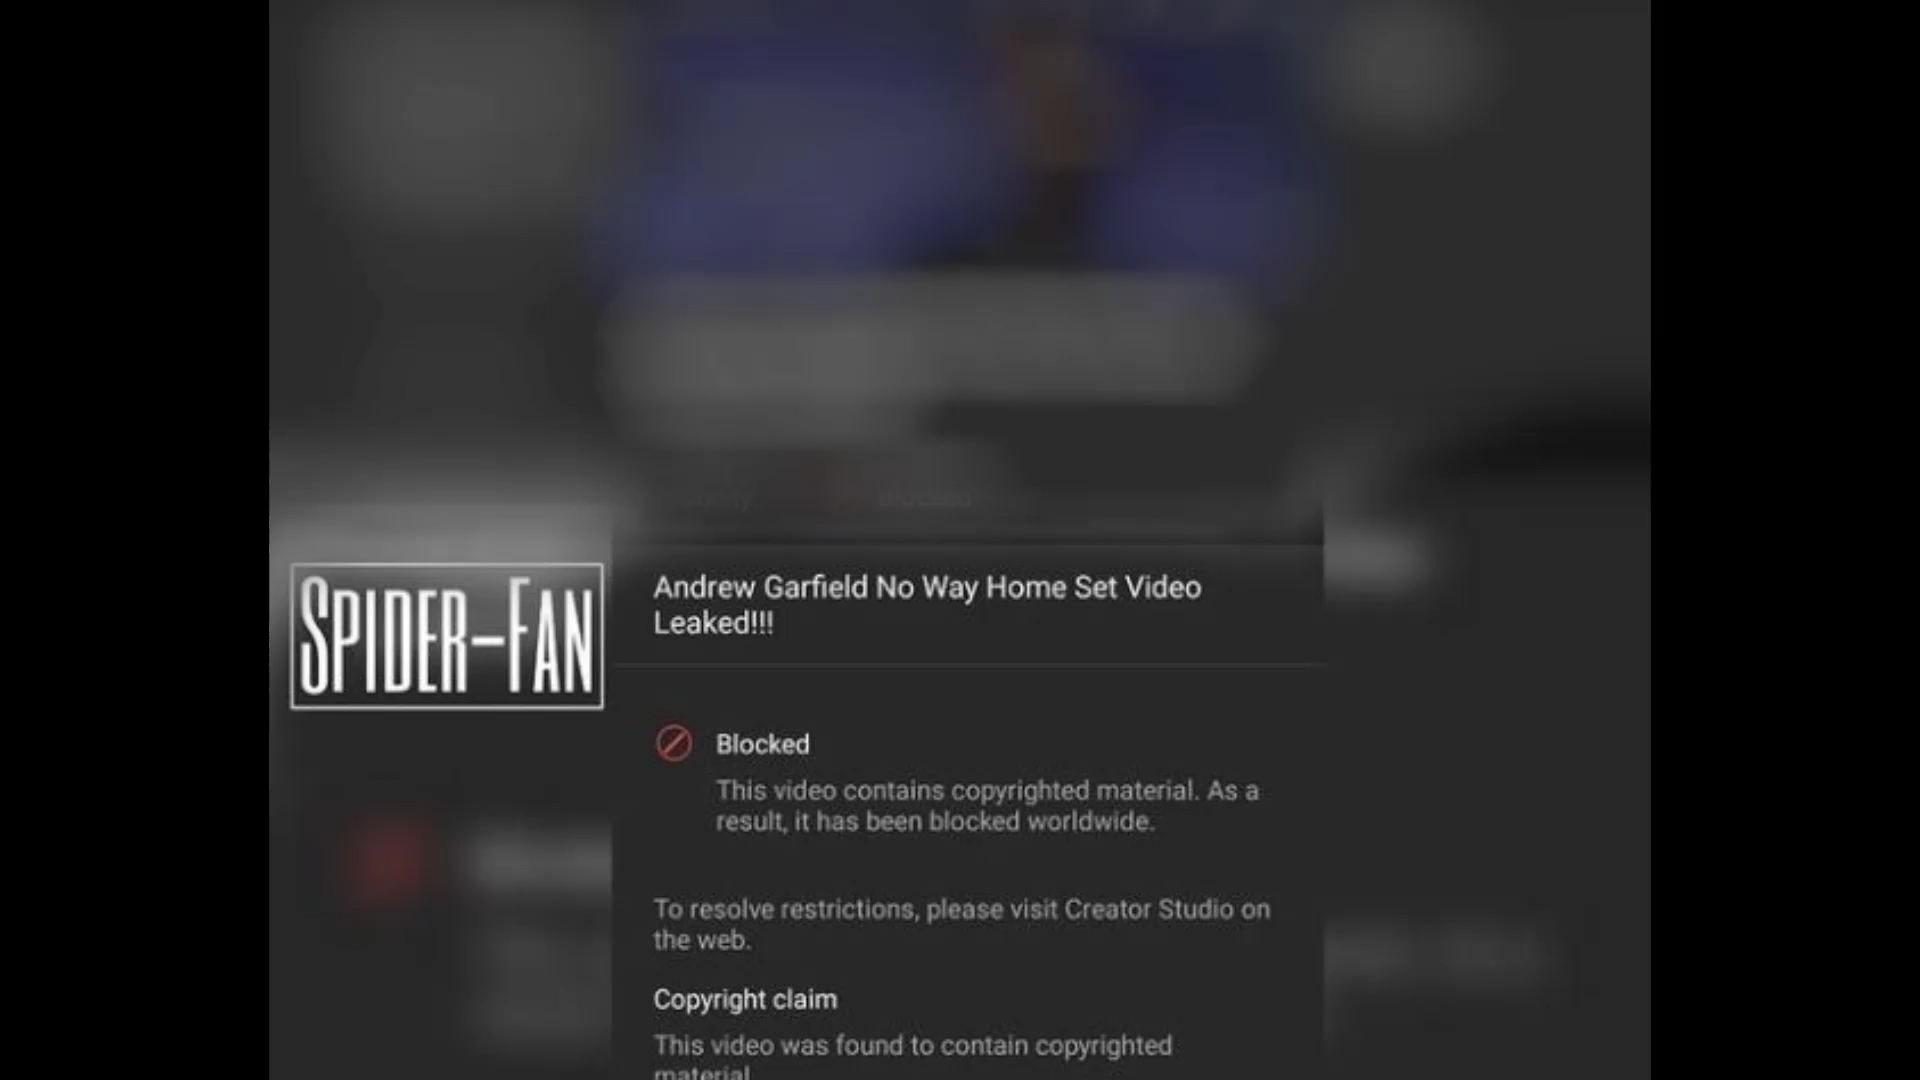 Blocked
Andrew Garfield No Way Home Set Video
Leaked!!!
SPIDER-FAN
Blocked
This video contains copyrighted material. As a
result, it has been blocked worldwide.
To resolve restrictions, please visit Creator Studio on
the web.
Copyright claim
This video was found to contain copyrighted
material